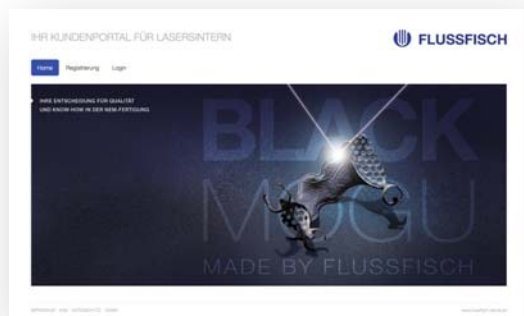 IHR KUNDENPORTAL FÜR LASERSINTERN
FLUSSFISCH
Home Registrierung Login
IHRE ENTSCHEIDUNG FÜR QUALITÄT
UND KNOW HOW IN DER NEM-FERTIGUNG
BLACK
MOGU
MADE BY FLUSSFISCH